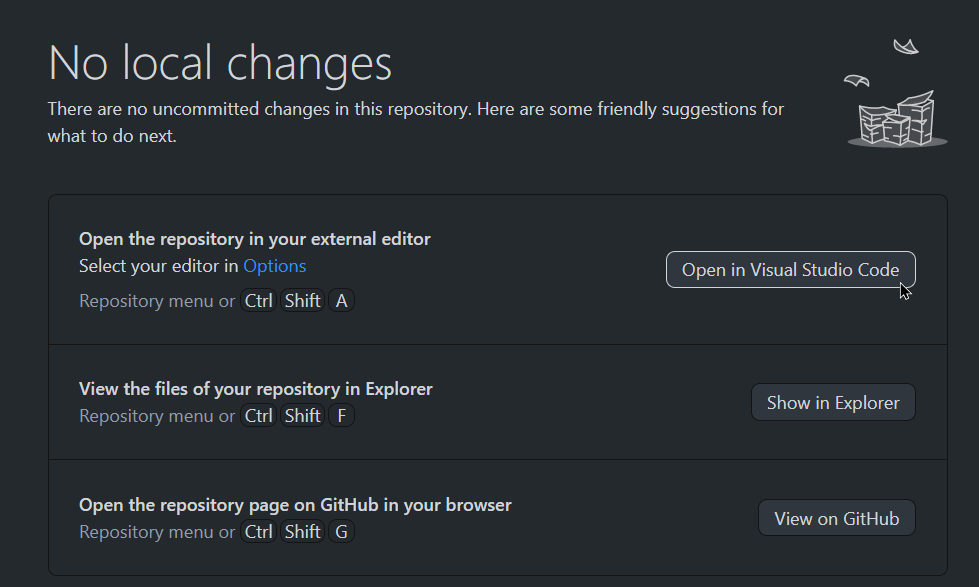 No local changes
There are no uncommitted changes in this repository. Here are some friendly suggestions for
what to do next.
Open the repository in your external editor
Select your editor in Options
Repository menu or Ctrl Shift A
Open in Visual Studio Code
View the files of your repository in Explorer
Repository menu or Ctrl Shift F
Show in Explorer
Open the repository page on GitHub in your browser
Repository menu or Ctrl Shift G
View on GitHub